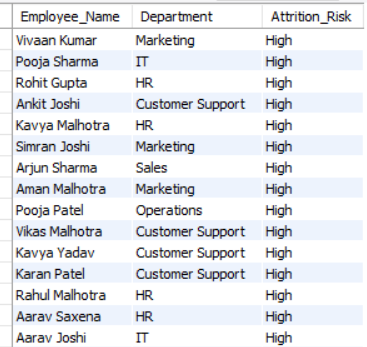 Employee_Name Department Attrition_Risk
Vivaan Kumar Marketing High
Pooja Sharma IT High
Rohit Gupta HR High
Ankit Joshi Customer Support High
Kavya Malhotra HR High
Simran Joshi Marketing High
Arjun Sharma Sales High
Aman Malhotra Marketing High
Pooja Patel Operations High
Vikas Malhotra Customer Support High
Kavya Yadav Customer Support High
Karan Patel Customer Support High
Rahul Malhotra HR High
Aarav Saxena HR High
Aarav Joshi IT High